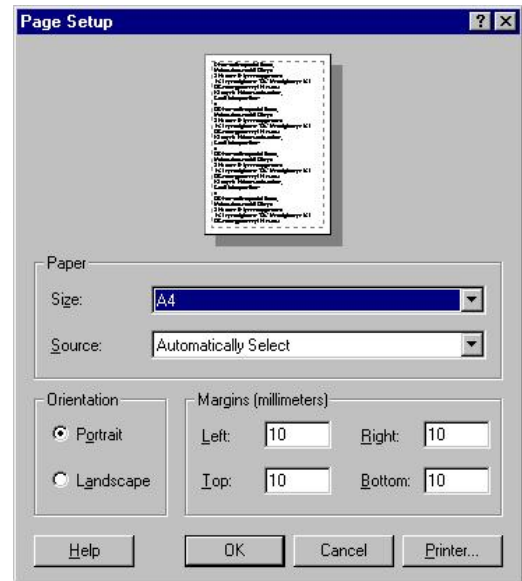 Page Setup
Paper
Size: A4
Source: Automatically Select
Orientation
Portrait
Landscape
Margins (millimeters)
Left: 10 Right: 10
Top: 10 Bottom: 10
Help OK Cancel Printer...